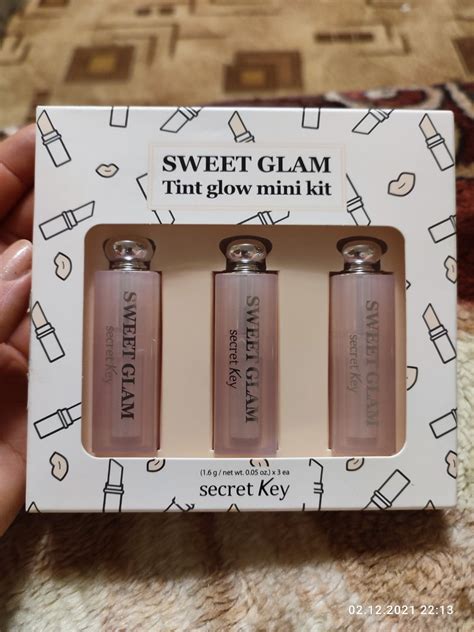 SWEET GLAM
Tint glow mini kit
SWEET GLAM
secret Key
SWEET GLAM
secret Key
SWEET GLAM
secret Key
(1.6 g / net wt. 0.05 oz.) x 3 ea
secret Key
02.12.2021 22:13